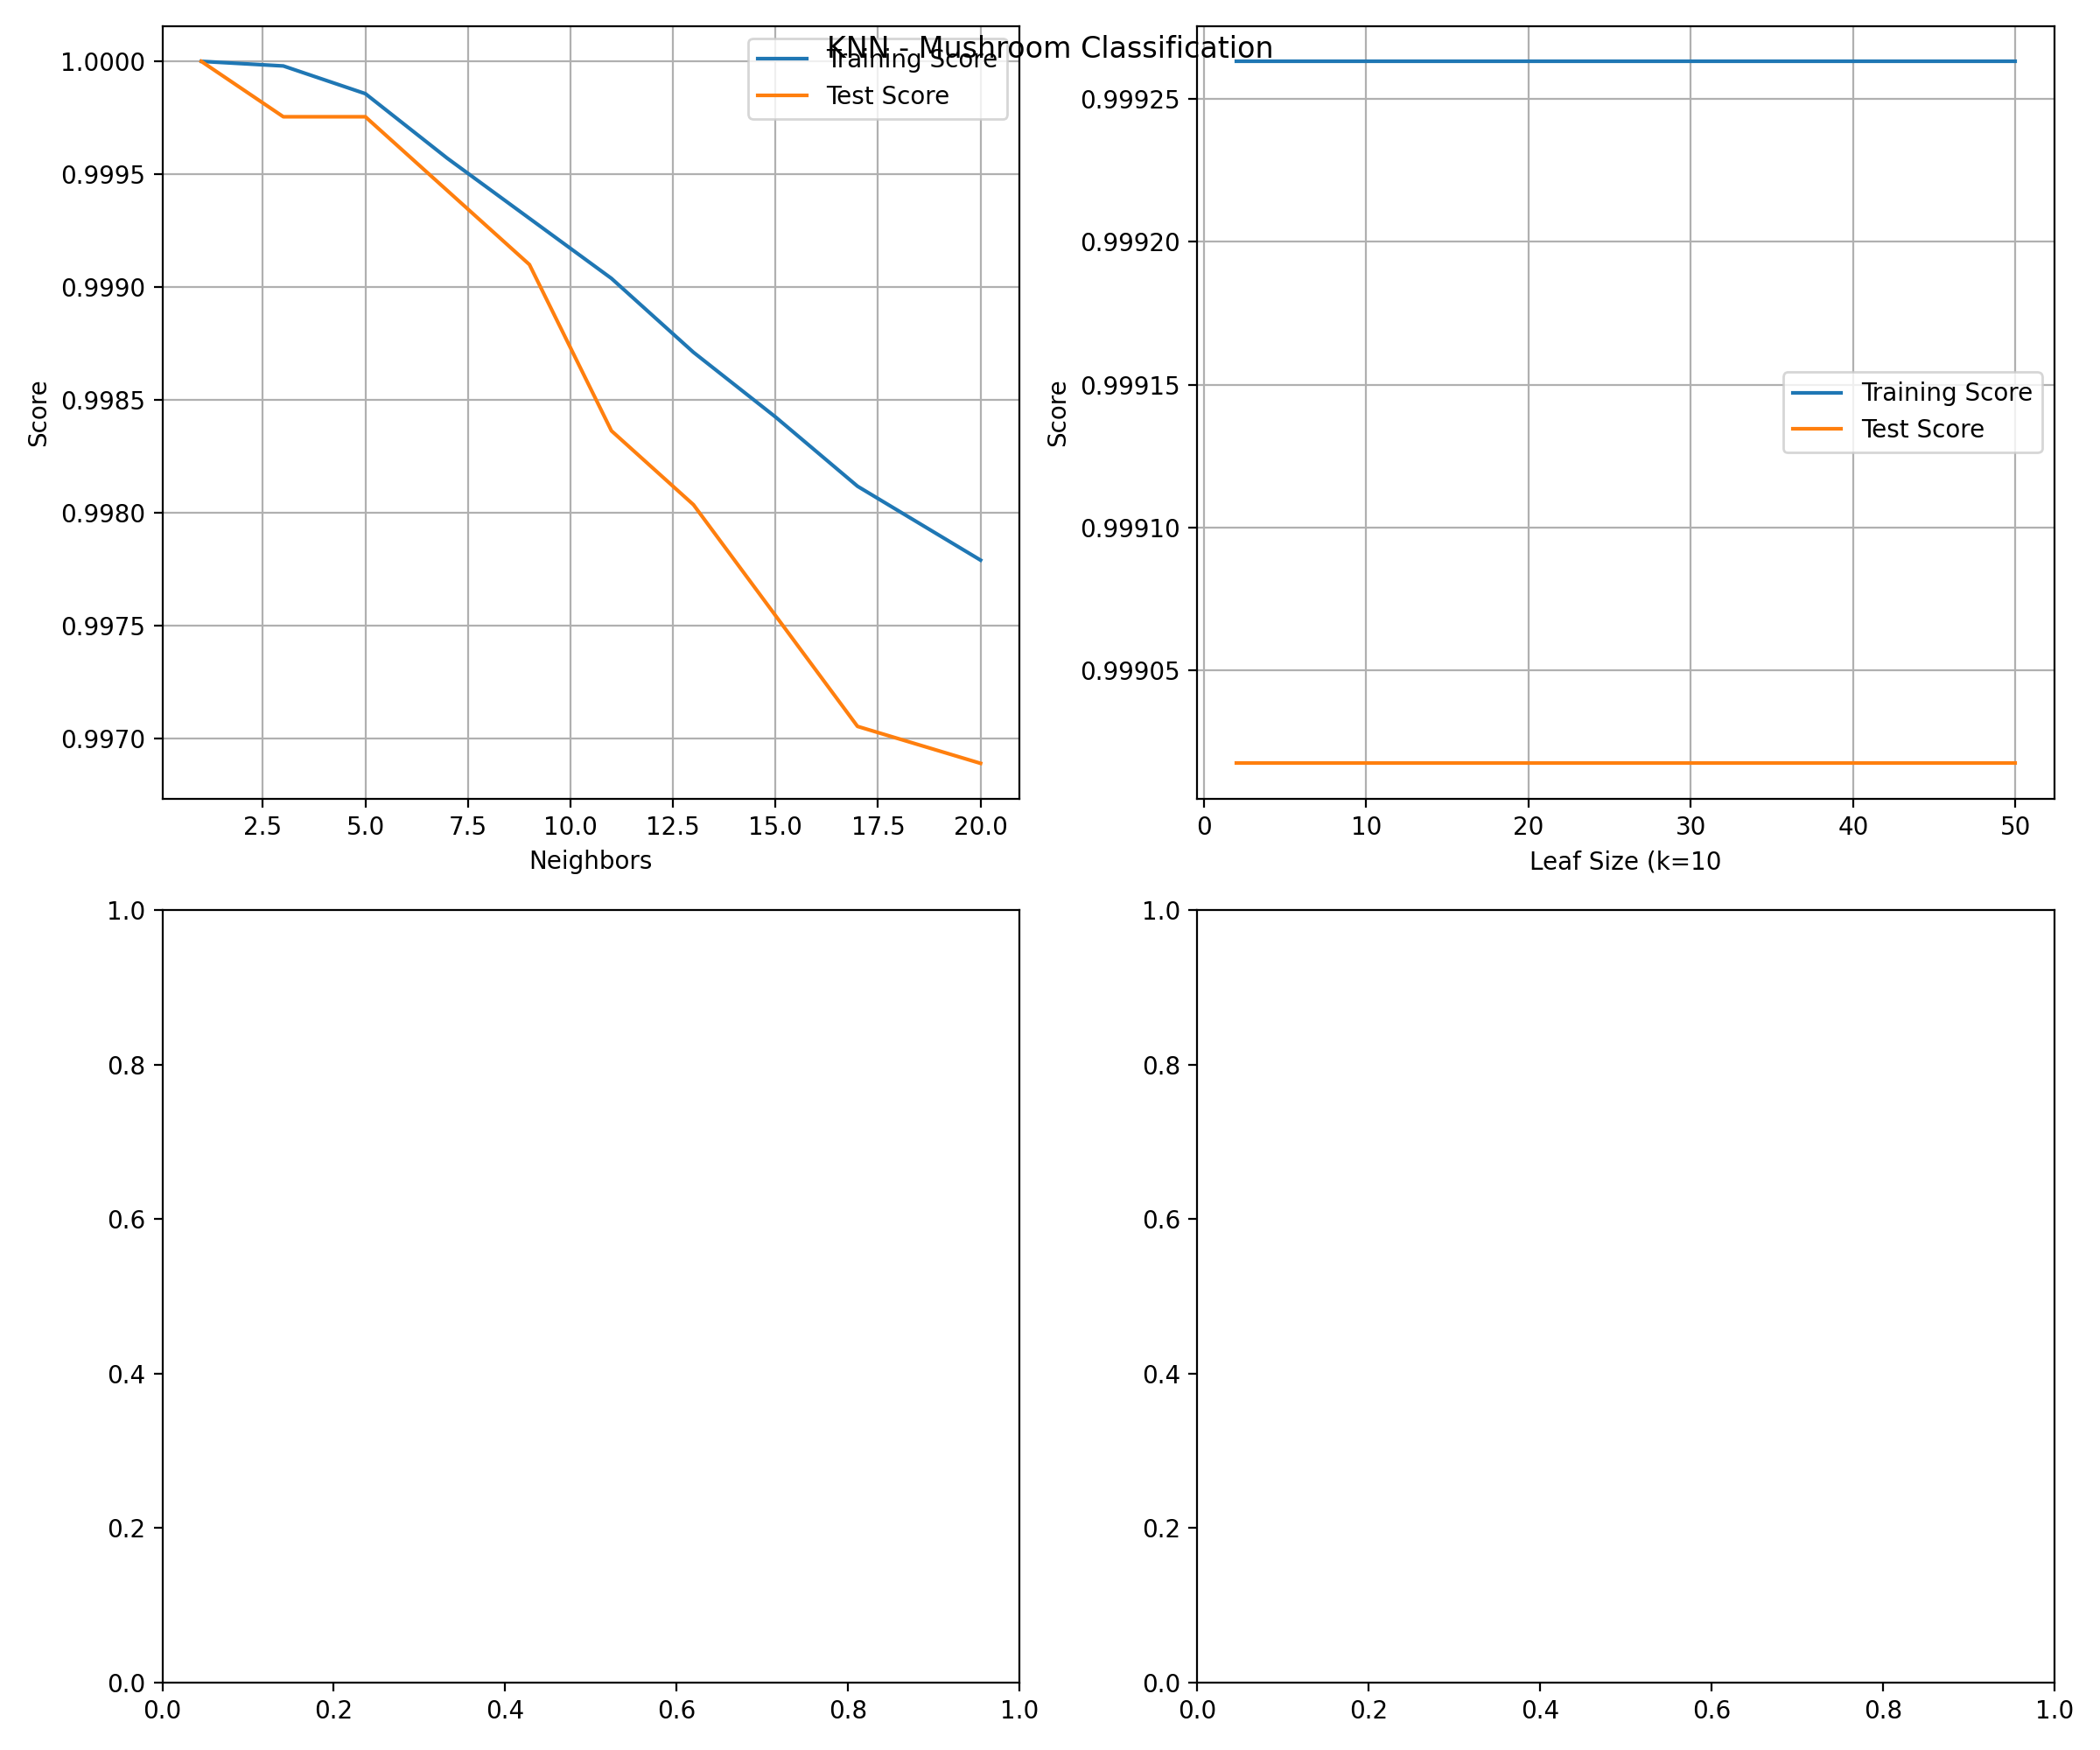 KNN - Mushroom Classification
Training Score
Test Score
1.0000
0.9995
0.9990
0.9985
0.9980
0.9975
0.9970
Score
2.5 5.0 7.5 10.0 12.5 15.0 17.5 20.0
Neighbors
0.99925
0.99920
0.99915
0.99910
0.99905
Score
Training Score
Test Score
0 10 20 30 40 50
Leaf Size (k=10
1.0
0.8
0.6
0.4
0.2
0.0
0.0 0.2 0.4 0.6 0.8 1.0
1.0
0.8
0.6
0.4
0.2
0.0
0.0 0.2 0.4 0.6 0.8 1.0